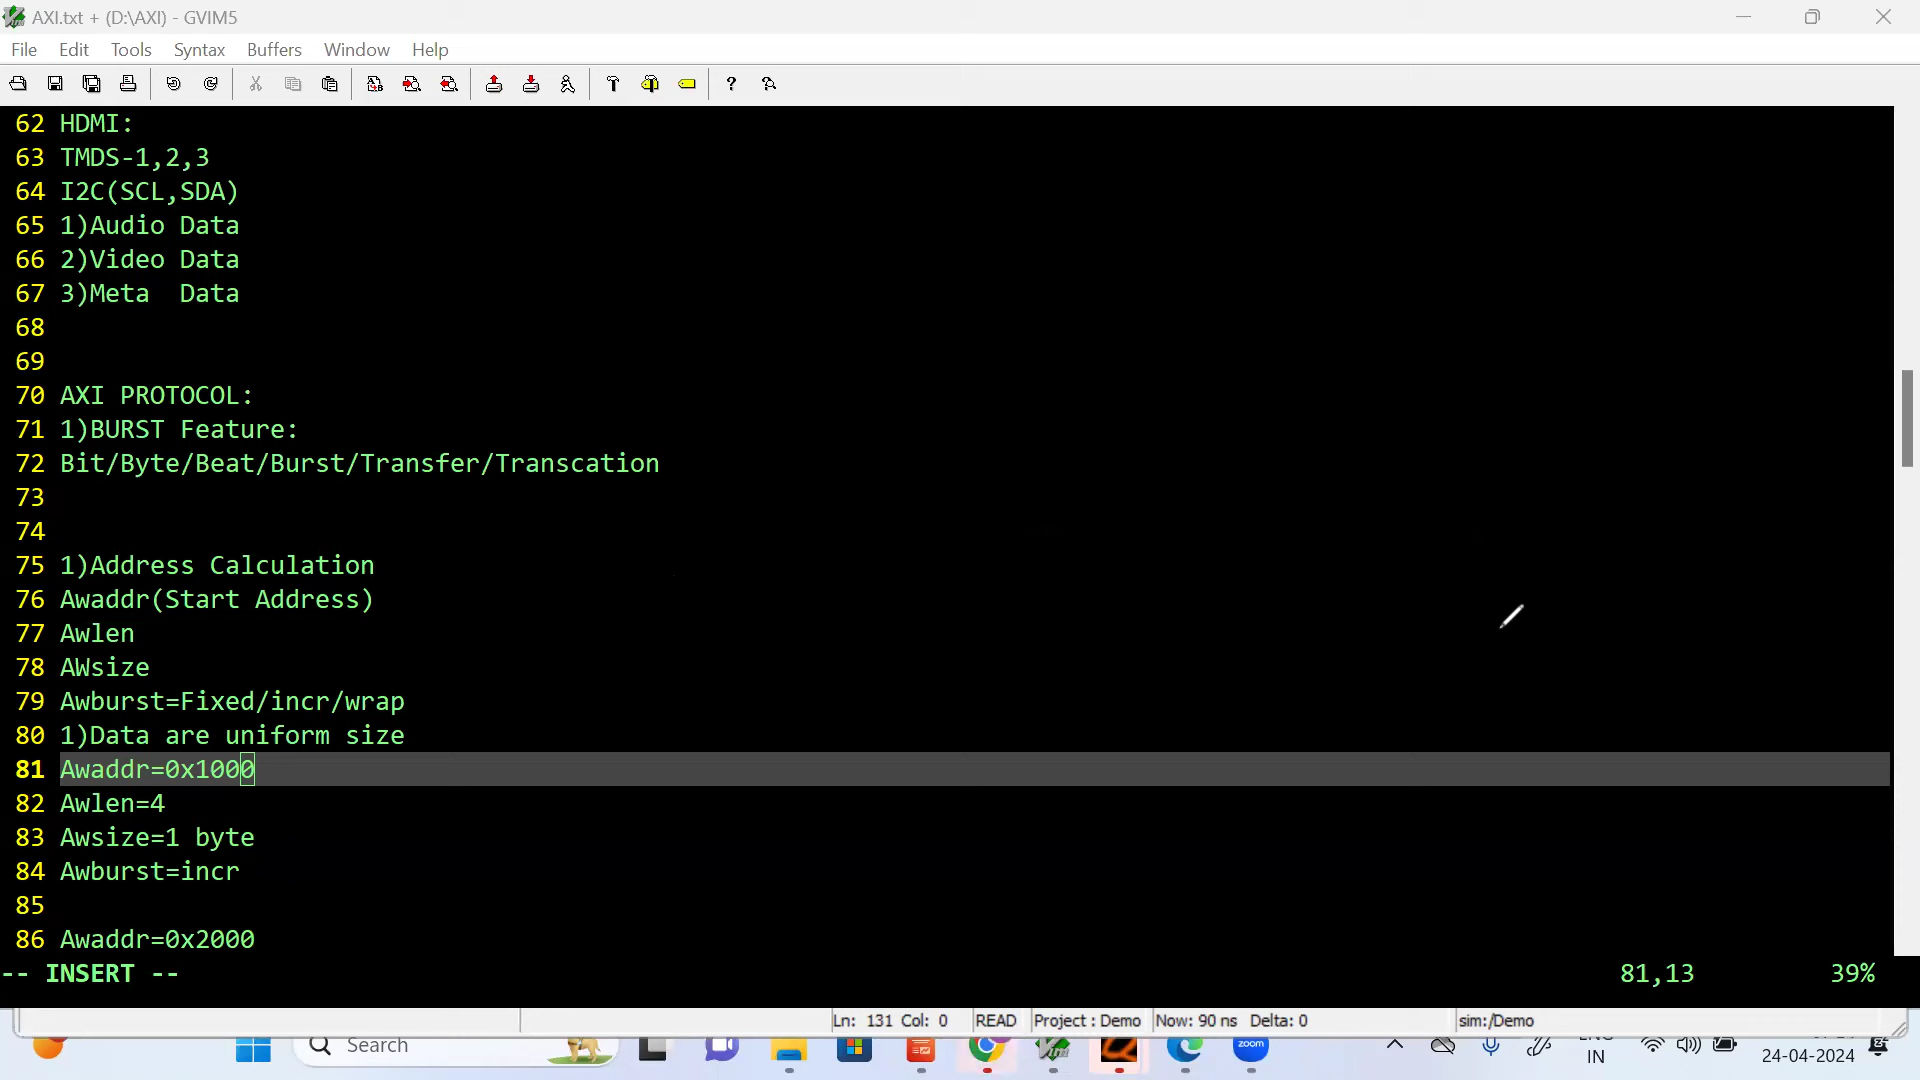 AXI.txt + (D:\AXI) - GVIM5
File Edit Tools Syntax Buffers Window Help
62 HDMI:
63 TMDS-1,2,3
64 I2C(SCL,SDA)
65 1)Audio Data
66 2)Video Data
67 3)Meta  Data
68
69
70 AXI PROTOCOL:
71 1)BURST Feature:
72 Bit/Byte/Beat/Burst/Transfer/Transcation
73
74
75 1)Address Calculation
76 Awaddr(Start Address)
77 Awlen
78 AWsize
79 Awburst=Fixed/incr/wrap
80 1)Data are uniform size
81 Awaddr=0x1000
82 Awlen=4
83 Awsize=1 byte
84 Awburst=incr
85
86 Awaddr=0x2000
-- INSERT -- 81,13 39%
Ln: 131 Col: 0 READ Project : Demo Now: 90 ns Delta: 0 sim:/Demo
Search zoom
IN 24-04-2024